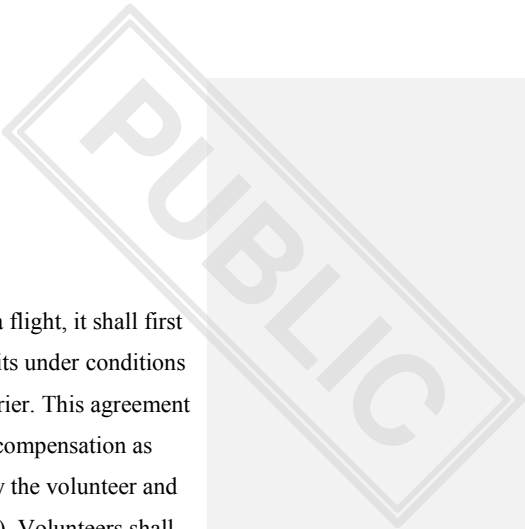 PUBLIC
flight, it shall first
its under conditions
rier. This agreement
compensation as
the volunteer and
). Volunteers shall